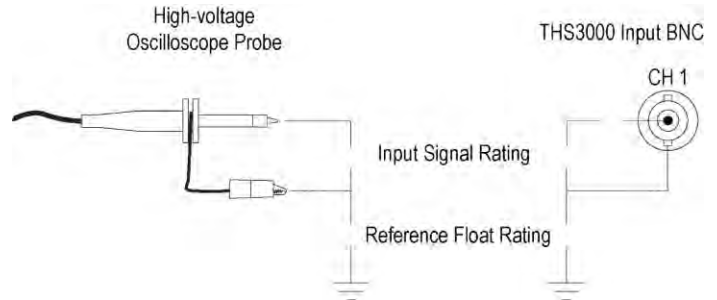 High-voltage
Oscilloscope Probe
THS3000 Input BNC
CH 1
Input Signal Rating
Reference Float Rating